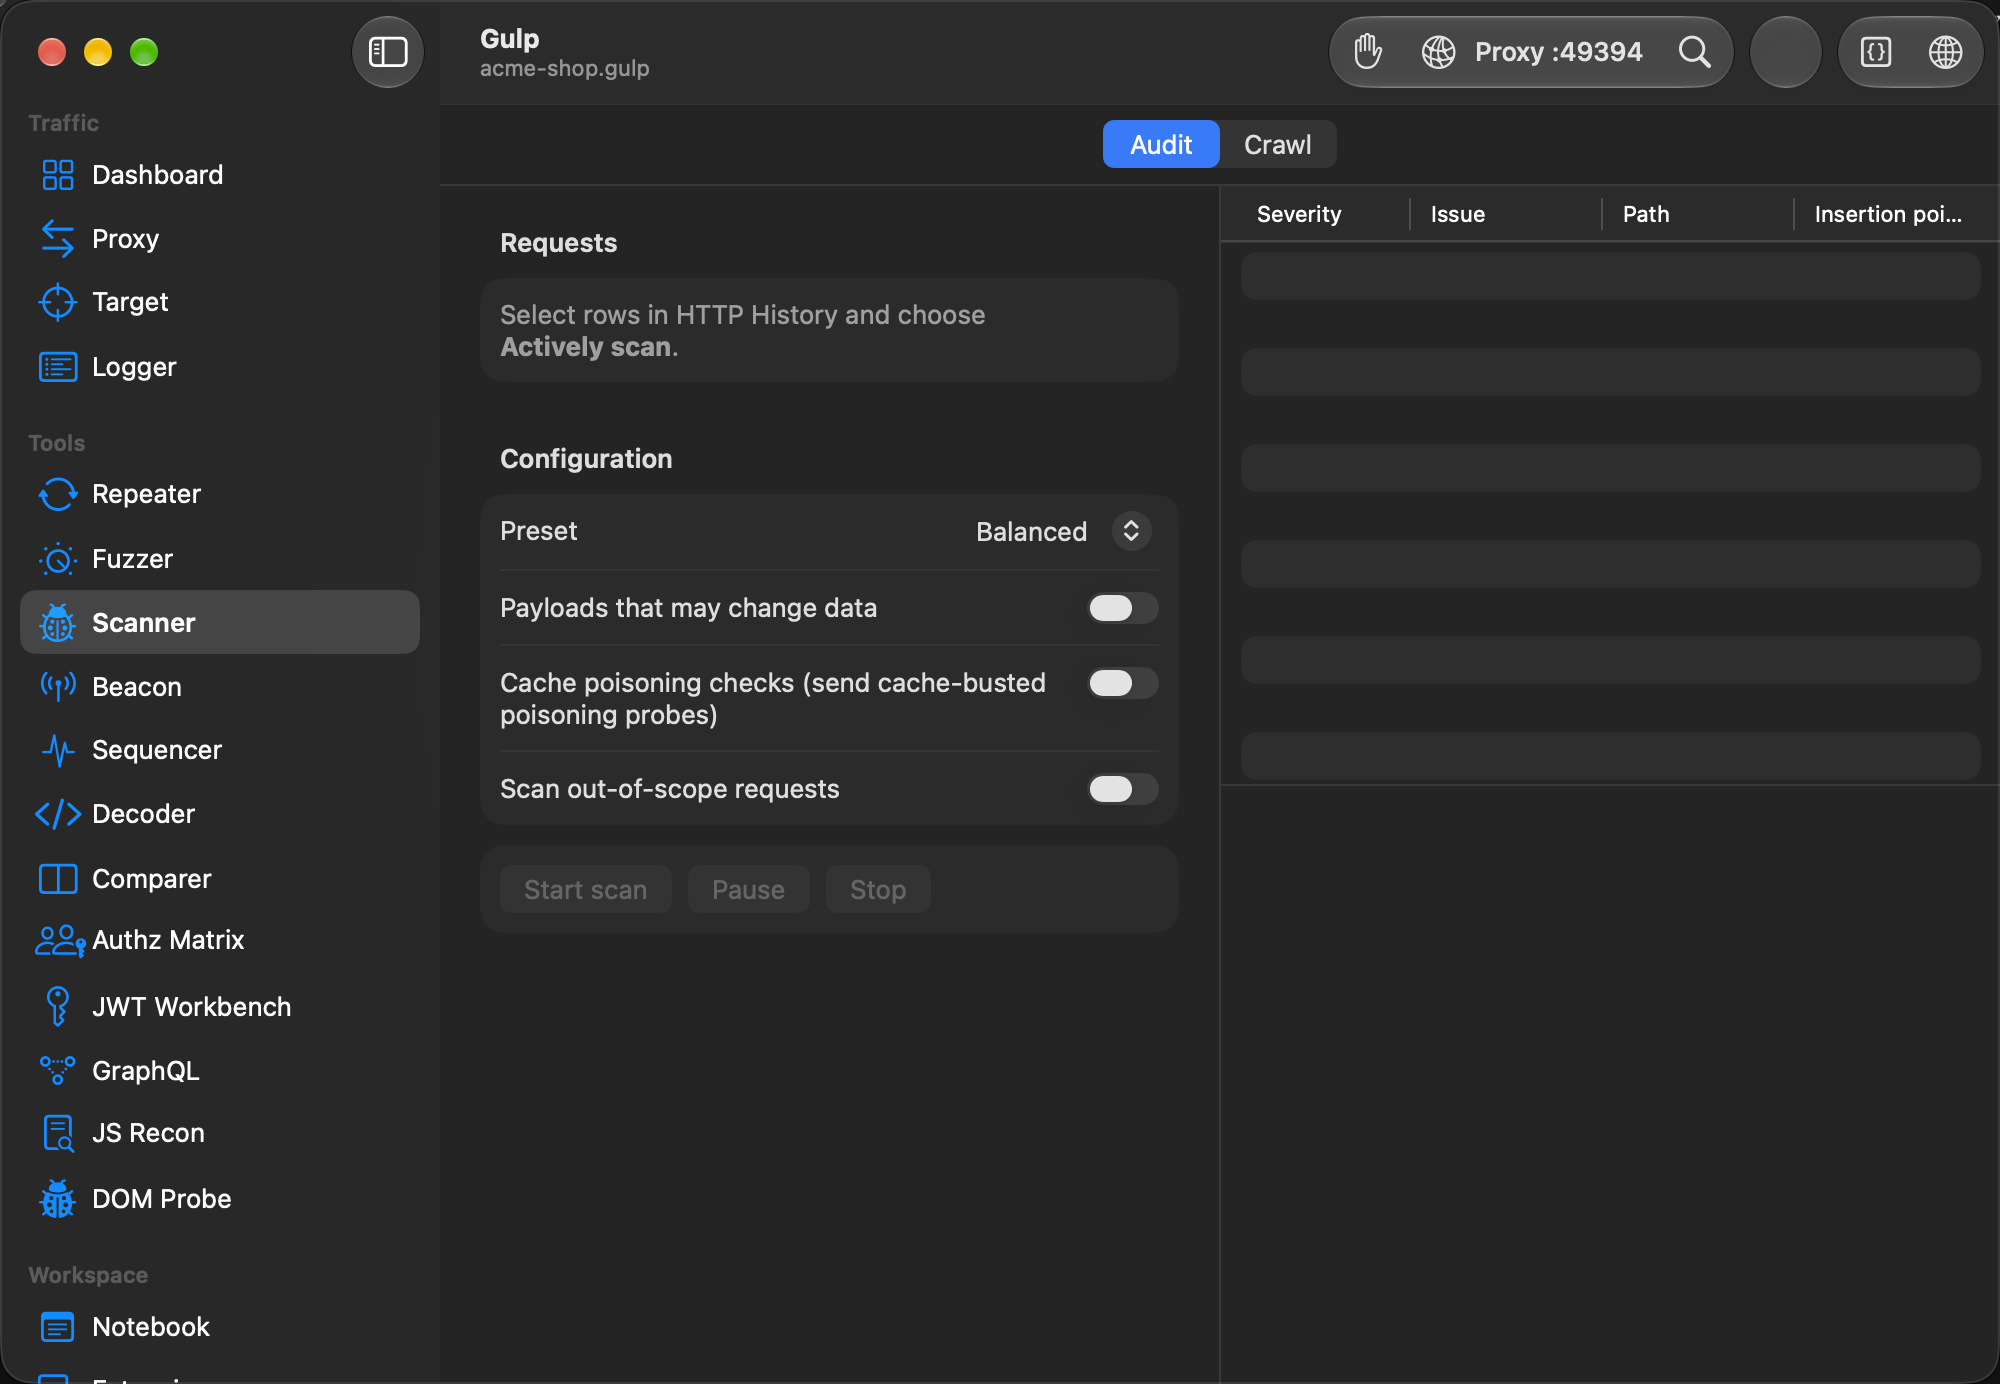 Gulp
acme-shop.gulp
Proxy :49394
Traffic
Dashboard
Proxy
Target
Logger
Tools
Repeater
Fuzzer
Scanner
Beacon
Sequencer
Decoder
Comparer
Authz Matrix
JWT Workbench
GraphQL
JS Recon
DOM Probe
Workspace
Notebook
Audit
Crawl
Requests
Select rows in HTTP History and choose
Actively scan.
Configuration
Preset
Balanced
Payloads that may change data
Cache poisoning checks (send cache-busted
poisoning probes)
Scan out-of-scope requests
Start scan
Pause
Stop
Severity
Issue
Path
Insertion poi...